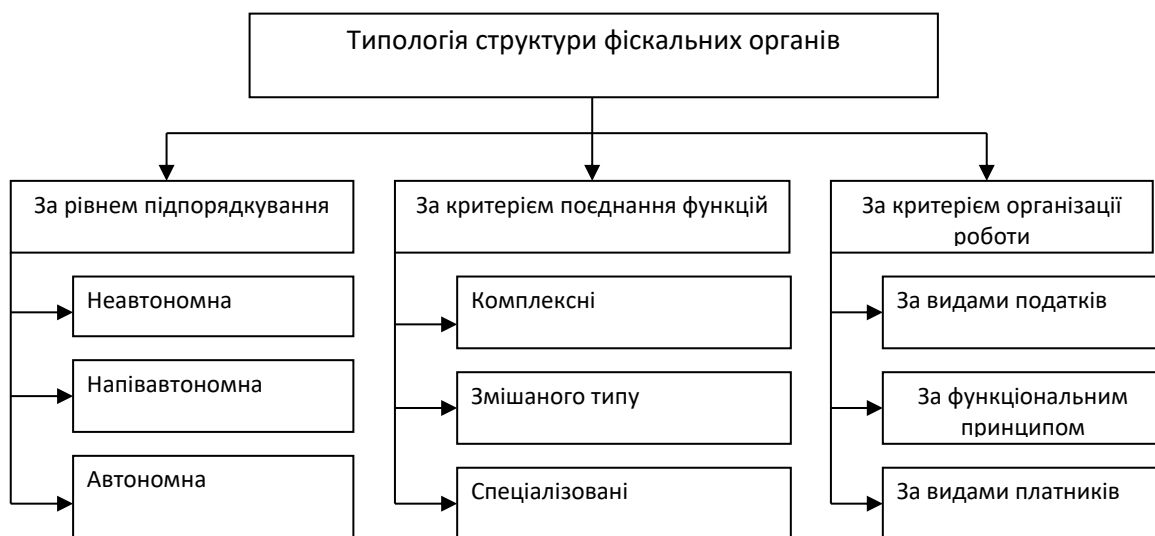 Типологія структури фіскальних органів
За рівнем підпорядкування
Неавтономна
Напівавтономна
Автономна
За критерієм поєднання функцій
Комплексні
Змішаного типу
Спеціалізовані
За критерієм організації
роботи
За видами податків
За функціональним
принципом
За видами платників